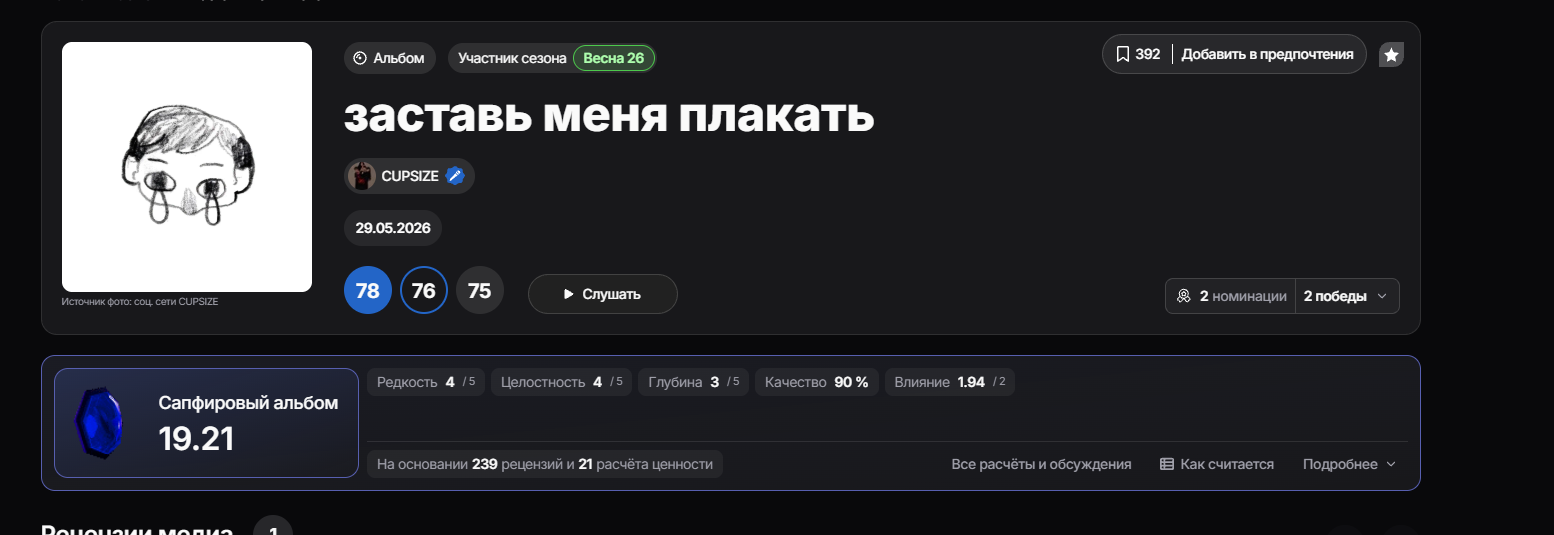 Альбом
Участник сезона Весна 26
392 Добавить в предпочтения
заставь меня плакать
CUPSIZE
29.05.2026
78 76 75 Слушать
2 номинации 2 победы
Источник фото: соц. сети CUPSIZE
Сапфировый альбом
19.21
Редкость 4 / 5 Целостность 4 / 5 Глубина 3 / 5 Качество 90 % Влияние 1.94 / 2
На основании 239 рецензий и 21 расчёта ценности
Все расчёты и обсуждения Как считается Подробнее
Рецензии медиа 1